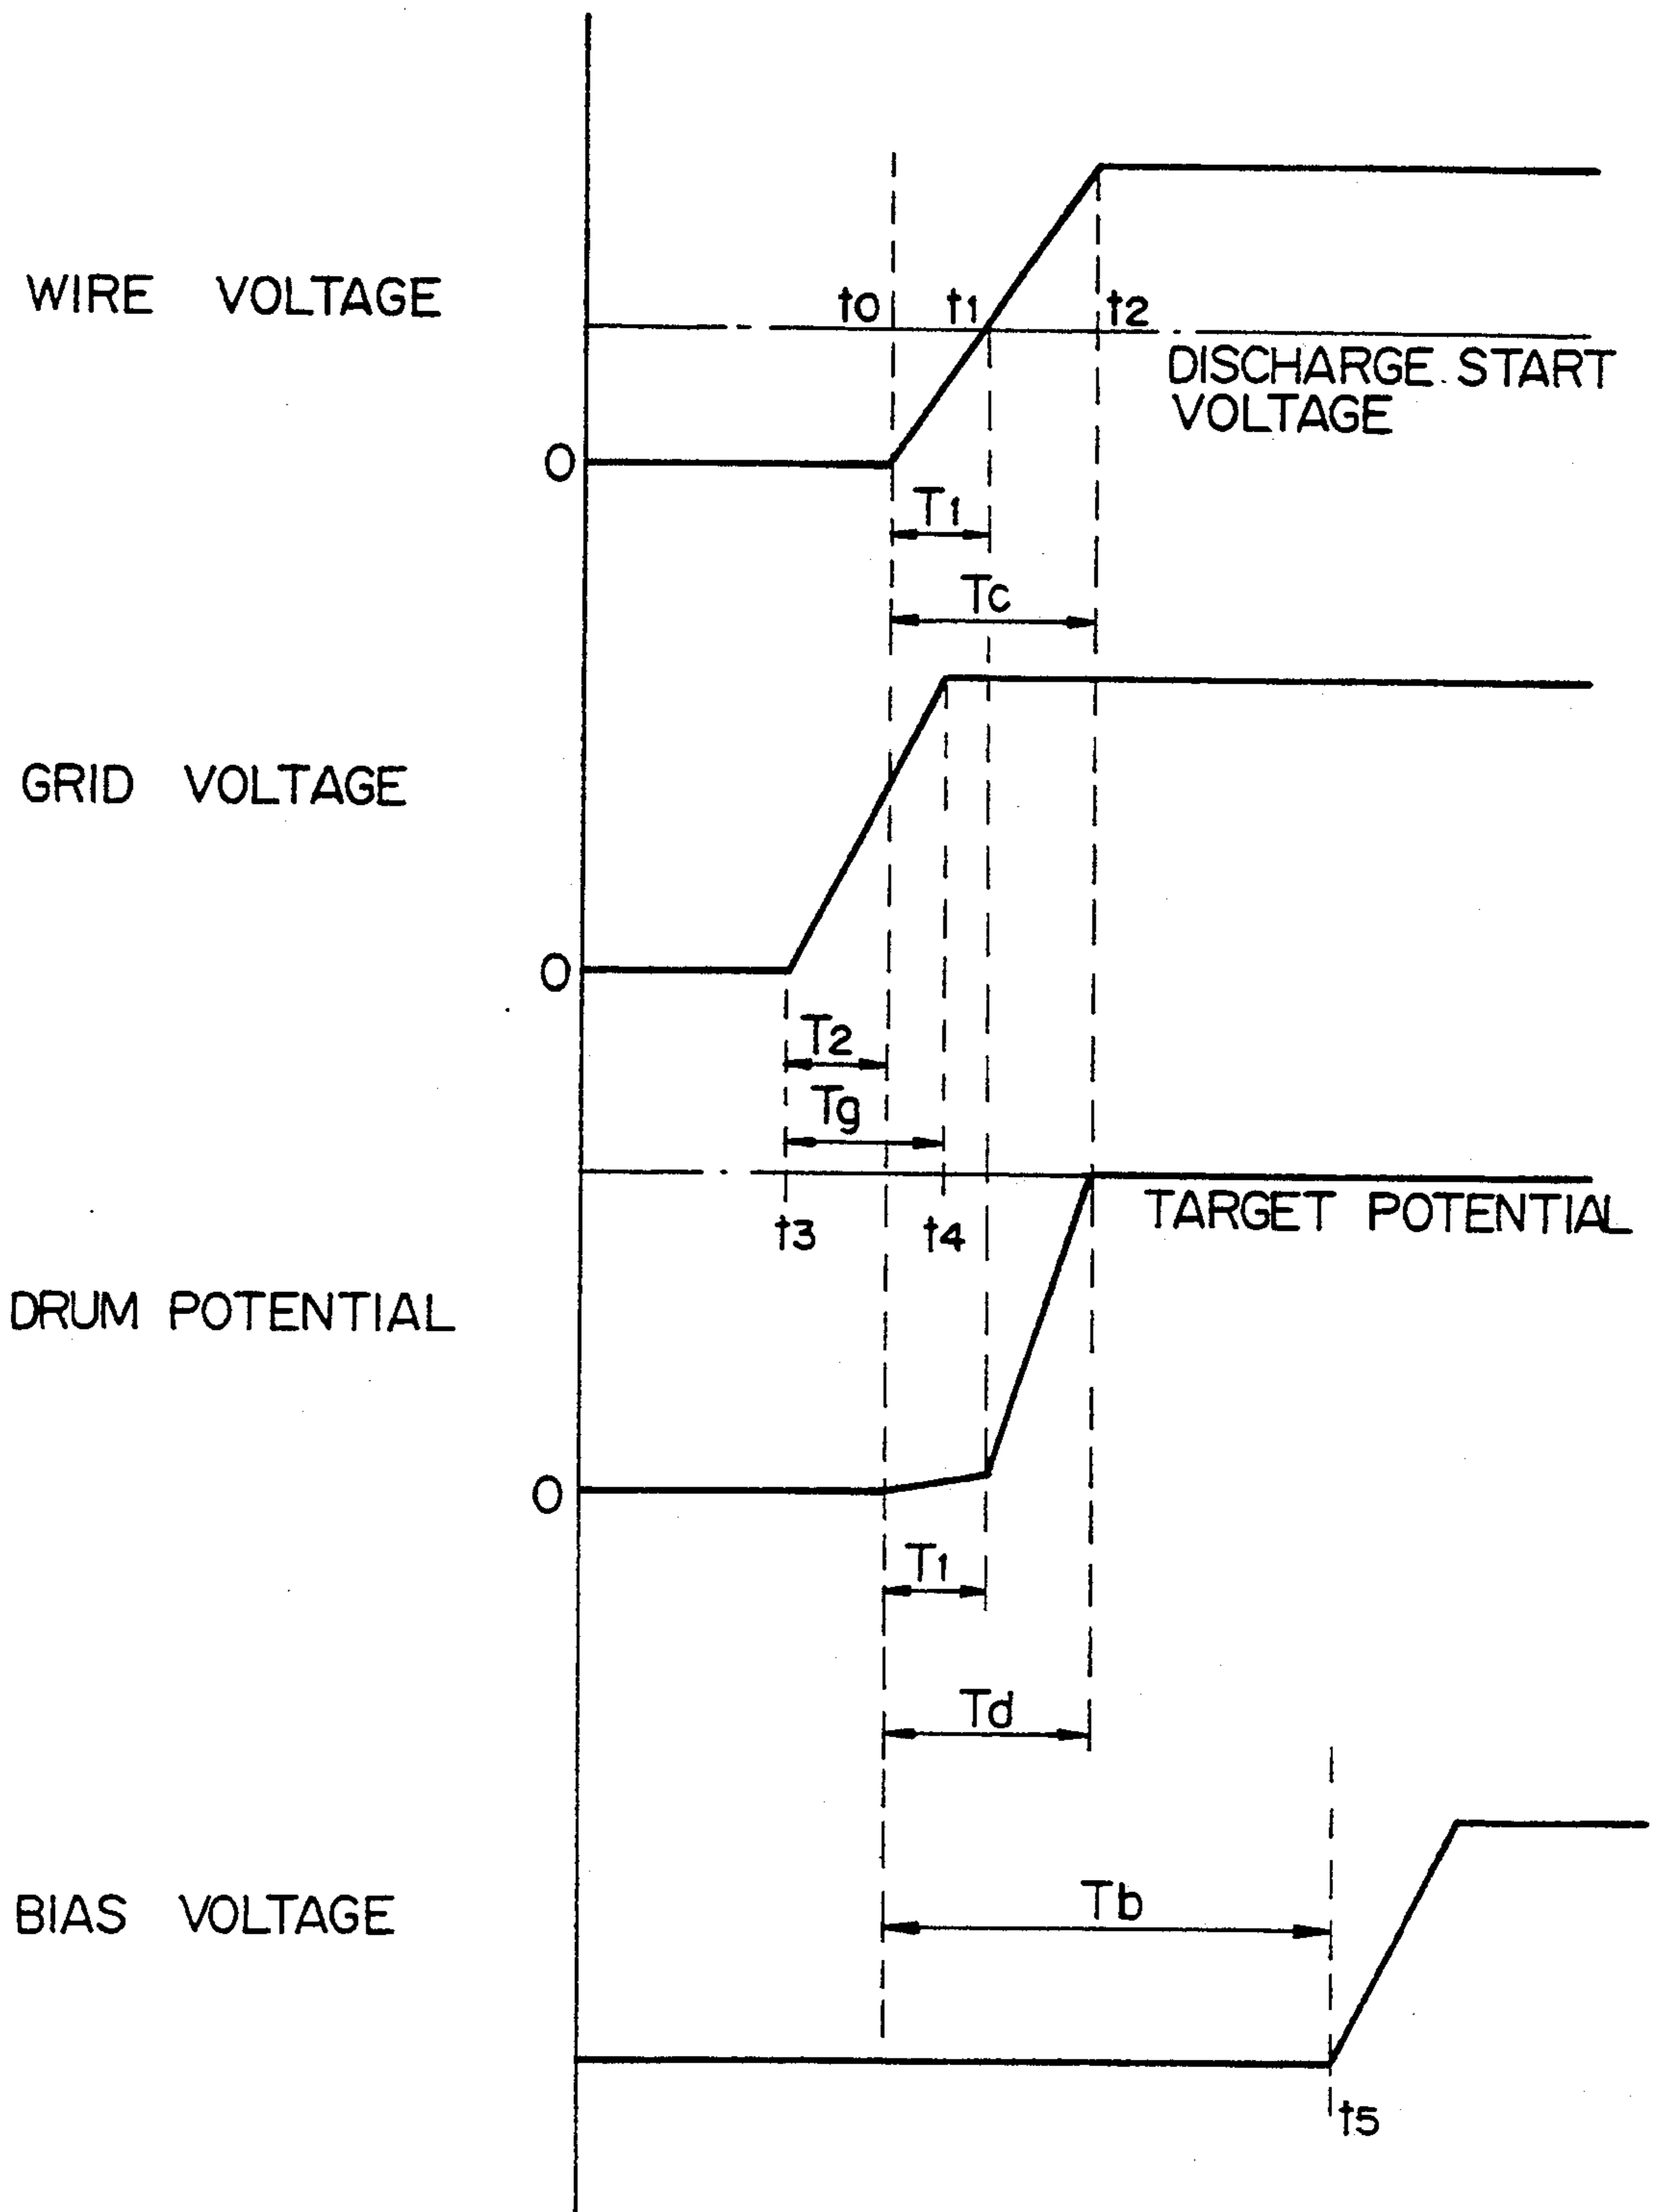 WIRE VOLTAGE
t0
t1
t2
DISCHARGE START
VOLTAGE
0
T1
Tc
GRID VOLTAGE
0
T2
Tg
t3
t4
TARGET POTENTIAL
DRUM POTENTIAL
0
T1
Td
BIAS VOLTAGE
Tb
t5